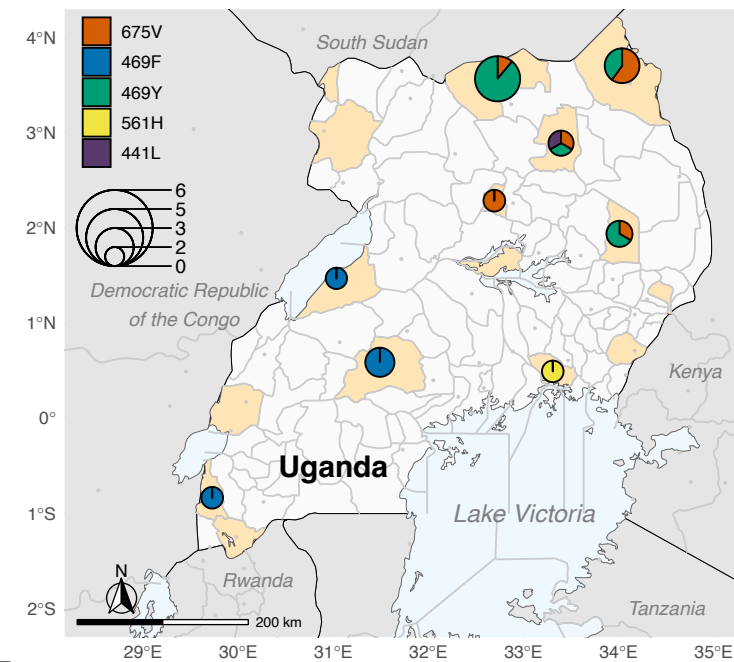 4°N
3°N
2°N
1°N
0°
1°S
2°S
675V
469F
469Y
561H
441L
6
5
3
2
0
South Sudan
Democratic Republic
of the Congo
Kenya
Uganda
Lake Victoria
Rwanda
Tanzania
N
200 km
29°E
30°E
31°E
32°E
33°E
34°E
35°E